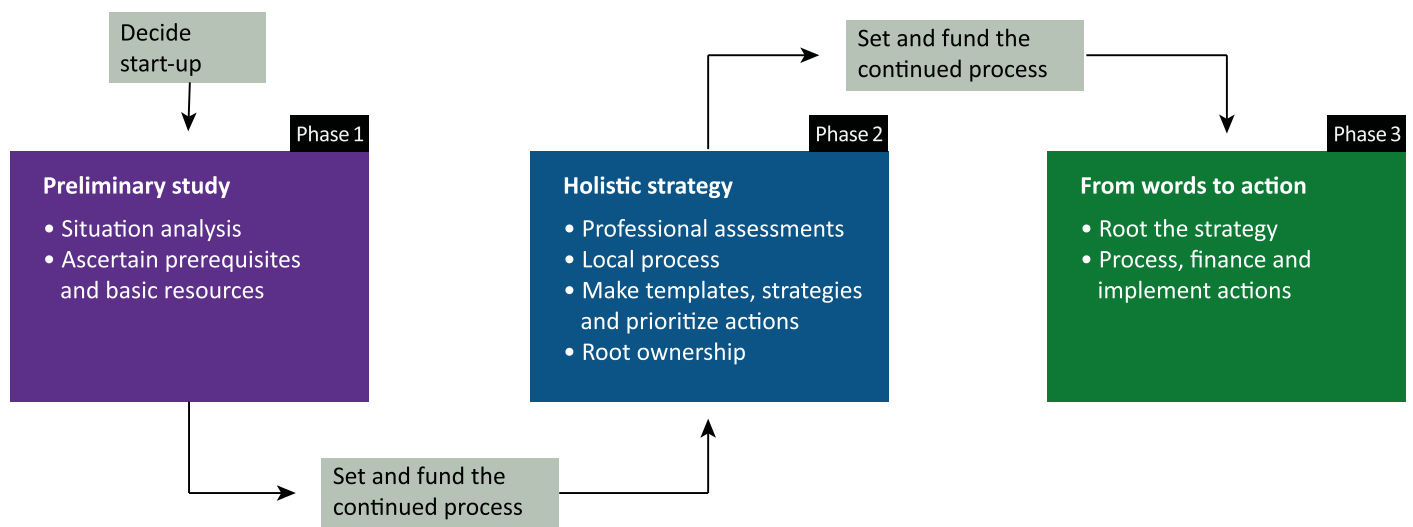 Decide
start-up
Phase 1
Preliminary study
• Situation analysis
• Ascertain prerequisites
and basic resources
Set and fund the
continued process
Phase 2
Holistic strategy
• Professional assessments
• Local process
• Make templates, strategies
and prioritize actions
• Root ownership
Set and fund the
continued process
Phase 3
From words to action
• Root the strategy
• Process, finance and
implement actions